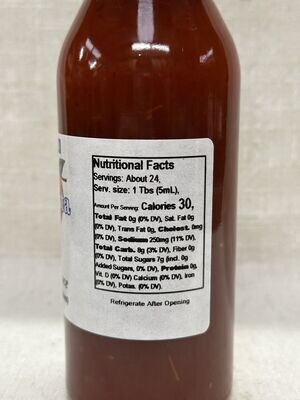 Nutritional Facts
Servings: About 24,
Serv. size: 1 Tbs (5mL),
Amount Per Serving: Calories 30,
Total Fat 0g (0% DV), Sat. Fat 0g
(0% DV), Trans Fat 0g, Cholest. 0mg
(0% DV), Sodium 250mg (11% DV),
Total Carb. 8g (3% DV), Fiber 0g
(0% DV), Total Sugars 7g (incl. 0g
Added Sugars, 0% DV), Protein 0g,
Vit. D (0% DV) Calcium (0% DV), Iron
(0% DV), Potas. (0% DV).
Refrigerate After Opening